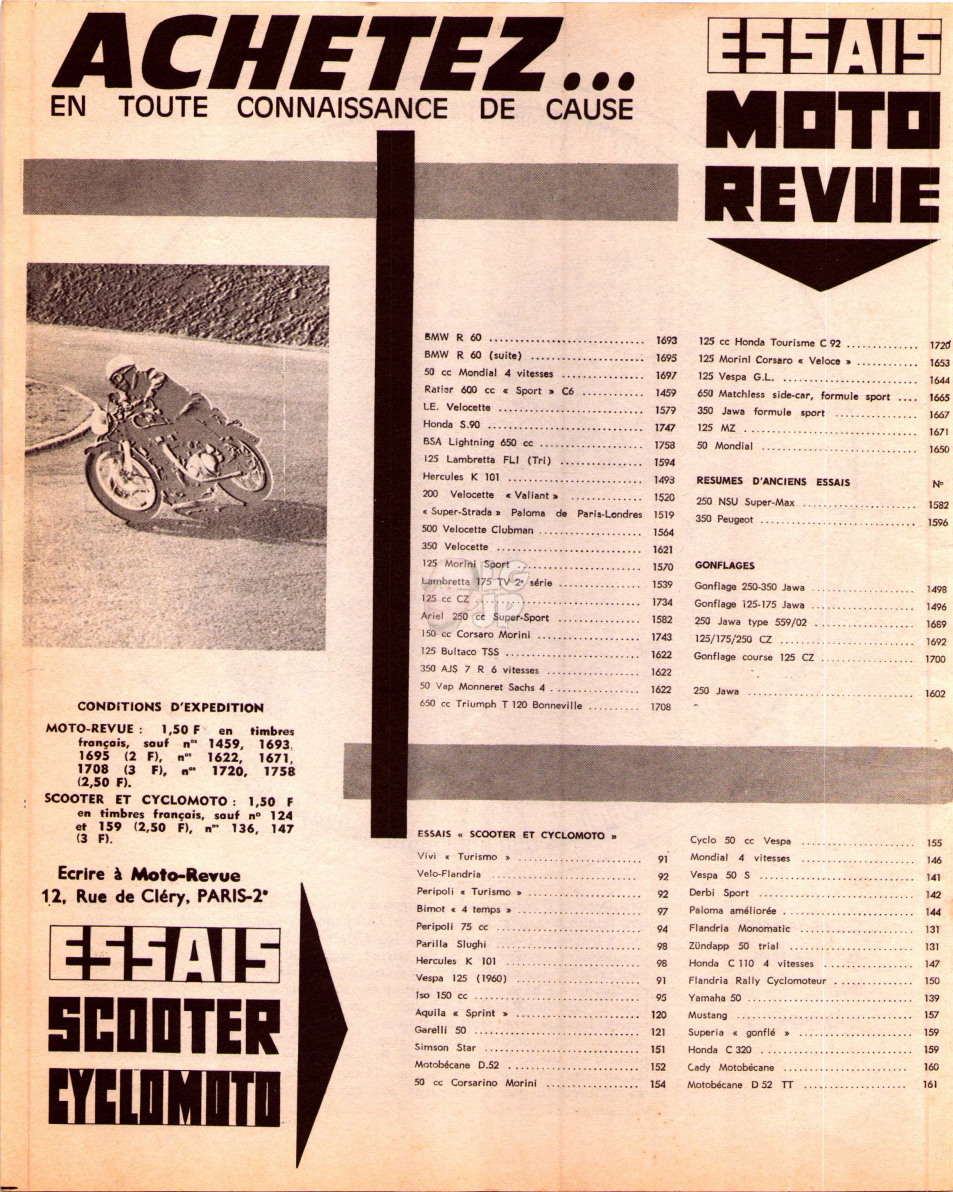 ACHETEZ...
EN TOUTE CONNAISSANCE DE CAUSE
ESSAIS
MOTO
REVUE
BMW R 60 ........ 1693
BMW R 60 (suite) ........ 1695
50 cc Mondial 4 vitesses ........ 1697
Ratier 600 cc « Sport » C6 ........ 1459
L.E. Velocette ........ 1579
Honda S.90 ........ 1747
BSA Lightning 650 cc ........ 1758
125 Lambretta FLI (Tri) ........ 1594
Hercules K 101 ........ 1493
200 Velocette « Valiant » ........ 1520
« Super-Strada » Paloma de Paris-Londres 1519
500 Velocette Clubman ........ 1564
350 Velocette ........ 1621
125 Morini Sport ........ 1570
Lambretta 175 TV 2e série ........ 1539
125 cc CZ ........ 1734
Ariel 250 cc Super-Sport ........ 1582
150 cc Corsaro Morini ........ 1743
125 Bultaco TSS ........ 1622
350 AJS 7 R 6 vitesses ........ 1622
50 Vap Monneret Sachs 4 ........ 1622
650 cc Triumph T 120 Bonneville ........ 1708
125 cc Honda Tourisme C 92 ........ 1720
125 Morini Corsaro « Veloce » ........ 1653
125 Vespa G.L. ........ 1644
650 Matchless side-car, formule sport .... 1665
350 Jawa formule sport ........ 1667
125 MZ ........ 1671
50 Mondial ........ 1650
RESUMES D'ANCIENS ESSAIS No
250 NSU Super-Max ........ 1582
350 Peugeot ........ 1596
GONFLAGES
Gonflage 250-350 Jawa ........ 1498
Gonflage 125-175 Jawa ........ 1496
250 Jawa type 559/02 ........ 1689
125/175/250 CZ ........ 1692
Gonflage course 125 CZ ........ 1700
250 Jawa ........ 1602
CONDITIONS D'EXPEDITION
MOTO-REVUE : 1,50 F en timbres
français, sauf nos 1459, 1693,
1695 (2 F), nos 1622, 1671,
1708 (3 F), nos 1720, 1758
(2,50 F).
SCOOTER ET CYCLOMOTO : 1,50 F
en timbres français, sauf no 124
et 159 (2,50 F), nos 136, 147
(3 F).
Ecrire à Moto-Revue
12, Rue de Cléry, PARIS-2e
ESSAIS
SCOOTER
CYCLOMOTO
ESSAIS « SCOOTER ET CYCLOMOTO »
Vivi « Turismo » ........ 91
Velo-Flandria ........ 92
Peripoli « Turismo » ........ 92
Bimot « 4 temps » ........ 97
Peripoli 75 cc ........ 94
Parilla Slughi ........ 98
Hercules K 101 ........ 98
Vespa 125 (1960) ........ 91
Iso 150 cc ........ 95
Aquila « Sprint » ........ 120
Garelli 50 ........ 121
Simson Star ........ 151
Motobécane D.52 ........ 152
50 cc Corsarino Morini ........ 154
Cyclo 50 cc Vespa ........ 155
Mondial 4 vitesses ........ 146
Vespa 50 S ........ 141
Derbi Sport ........ 142
Paloma améliorée ........ 144
Flandria Monomatic ........ 131
Zündapp 50 trial ........ 131
Honda C 110 4 vitesses ........ 147
Flandria Rally Cyclomoteur ........ 150
Yamaha 50 ........ 139
Mustang ........ 157
Superia « gonflé » ........ 159
Honda C 320 ........ 159
Cady Motobécane ........ 160
Motobécane D 52 TT ........ 161